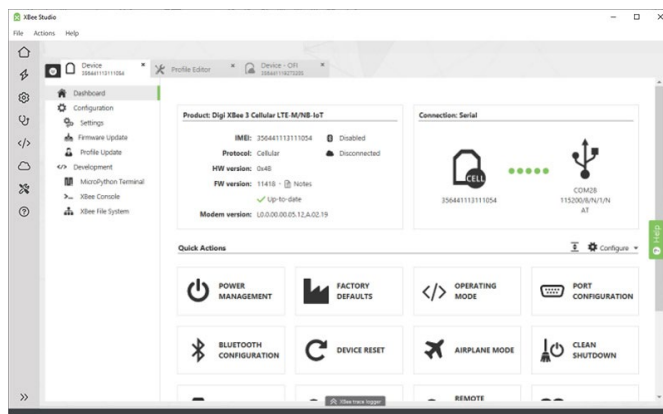 XBee Studio
File Actions Help
Device
356441113111054
Profile Editor
Device - OFI
Dashboard
Configuration
Settings
Firmware Update
Profile Update
Development
MicroPython Terminal
XBee Console
XBee File System
Product: Digi XBee 3 Cellular LTE-M/NB-IoT
IMEI: 356441113111054 Disabled
Protocol: Cellular Disconnected
HW version: 0x4B
FW version: 11418 - Notes
Up-to-date
Modem version: L0.0.00.00.05.12,A.02.19
Connection: Serial
CELL
356441113111054
COM28
115200/8/N/1/N
AT
Help
Quick Actions
Configure
POWER
MANAGEMENT
FACTORY
DEFAULTS
OPERATING
MODE
PORT
CONFIGURATION
BLUETOOTH
CONFIGURATION
DEVICE RESET
AIRPLANE MODE
CLEAN
SHUTDOWN
REMOTE
XBee trace logger